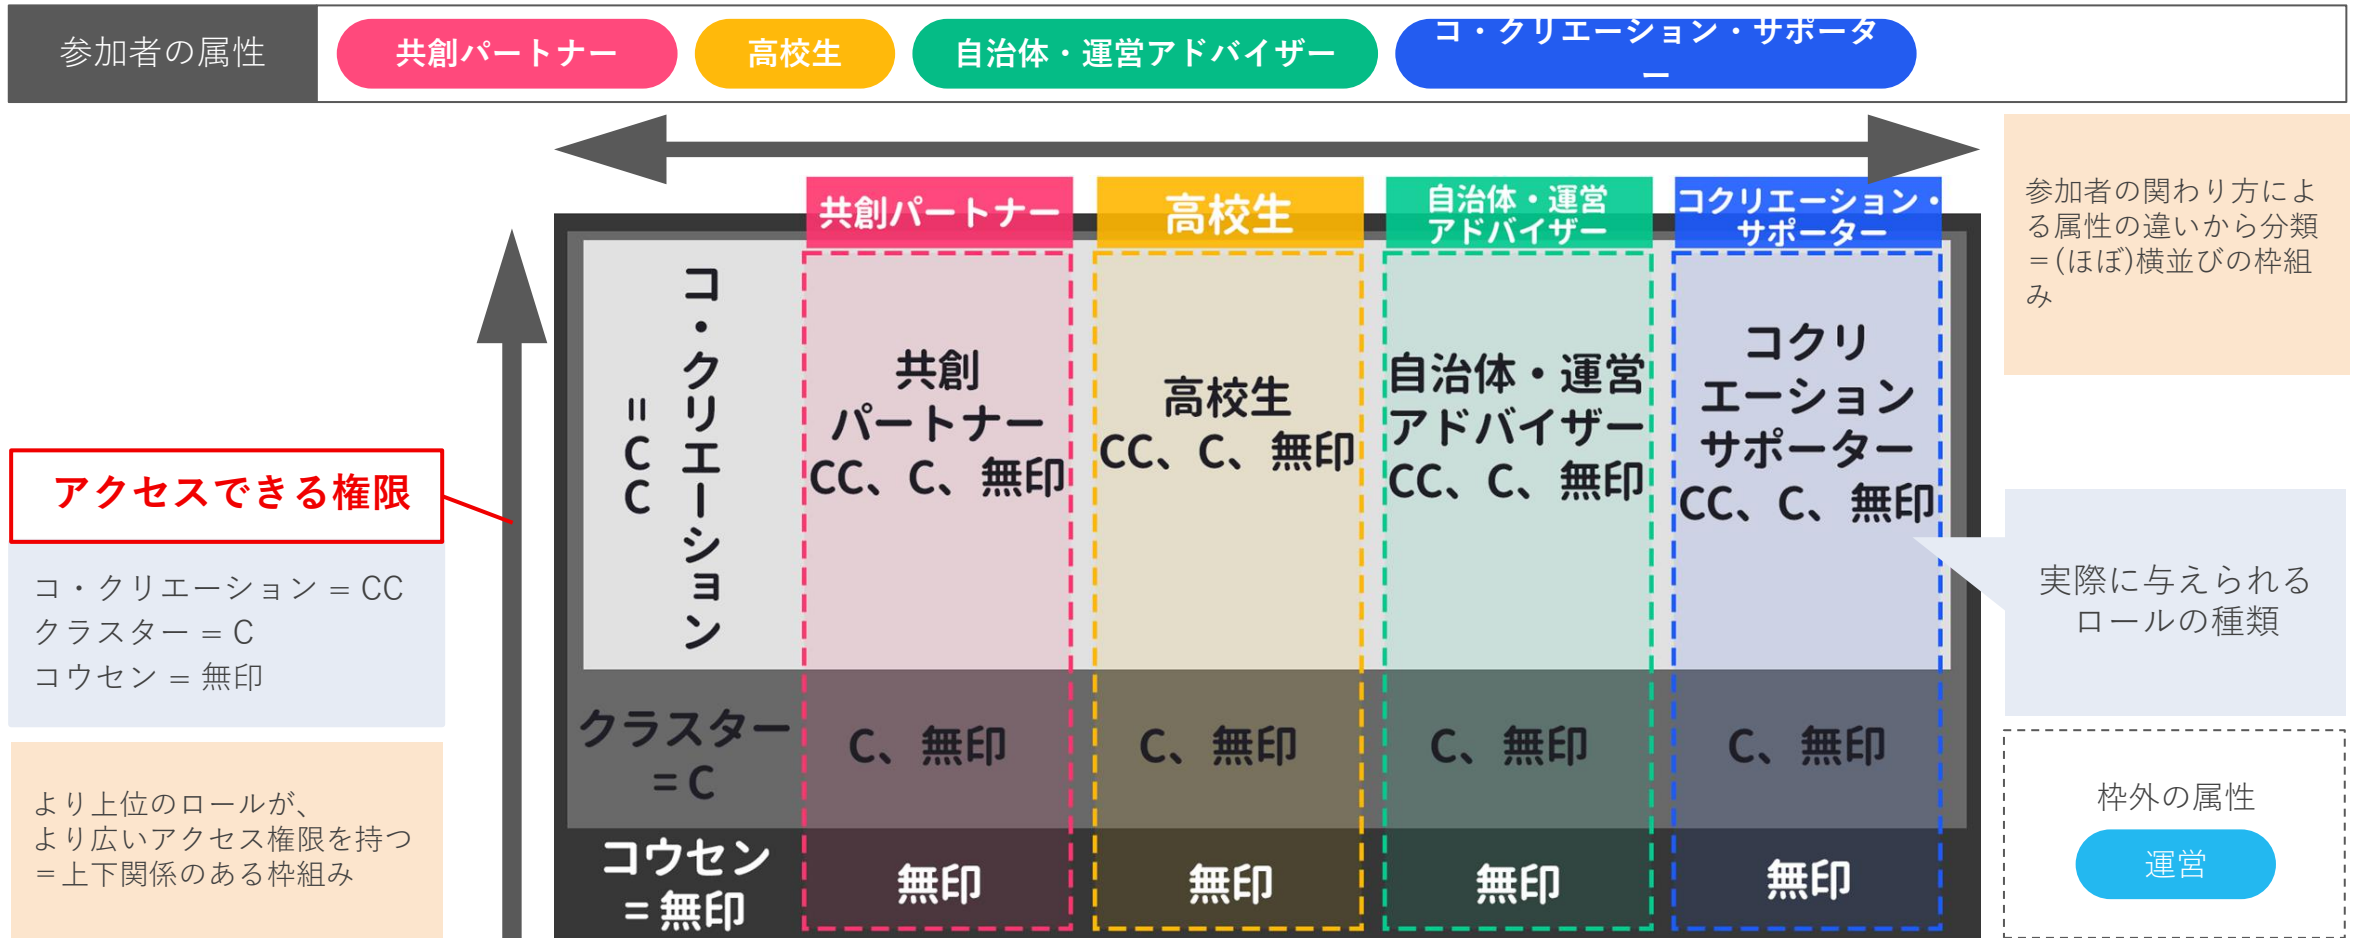 参加者の属性
共創パートナー
高校生
自治体・運営アドバイザー
コ・クリエーション・サポータ
ー
共創パートナー
高校生
自治体・運営
アドバイザー
コクリエーション・
サポーター
参加者の関わり方によ
る属性の違いから分類
＝(ほぼ)横並びの枠組
み
コ・クリエーション
＝CC
共創
パートナー
CC、C、無印
高校生
CC、C、無印
自治体・運営
アドバイザー
CC、C、無印
コクリ
エーション
サポーター
CC、C、無印
アクセスできる権限
コ・クリエーション = CC
クラスター = C
コウセン = 無印
実際に与えられる
ロールの種類
クラスター
= C
C、無印
C、無印
C、無印
C、無印
より上位のロールが、
より広いアクセス権限を持つ
＝上下関係のある枠組み
コウセン
= 無印
無印
無印
無印
無印
枠外の属性
運営